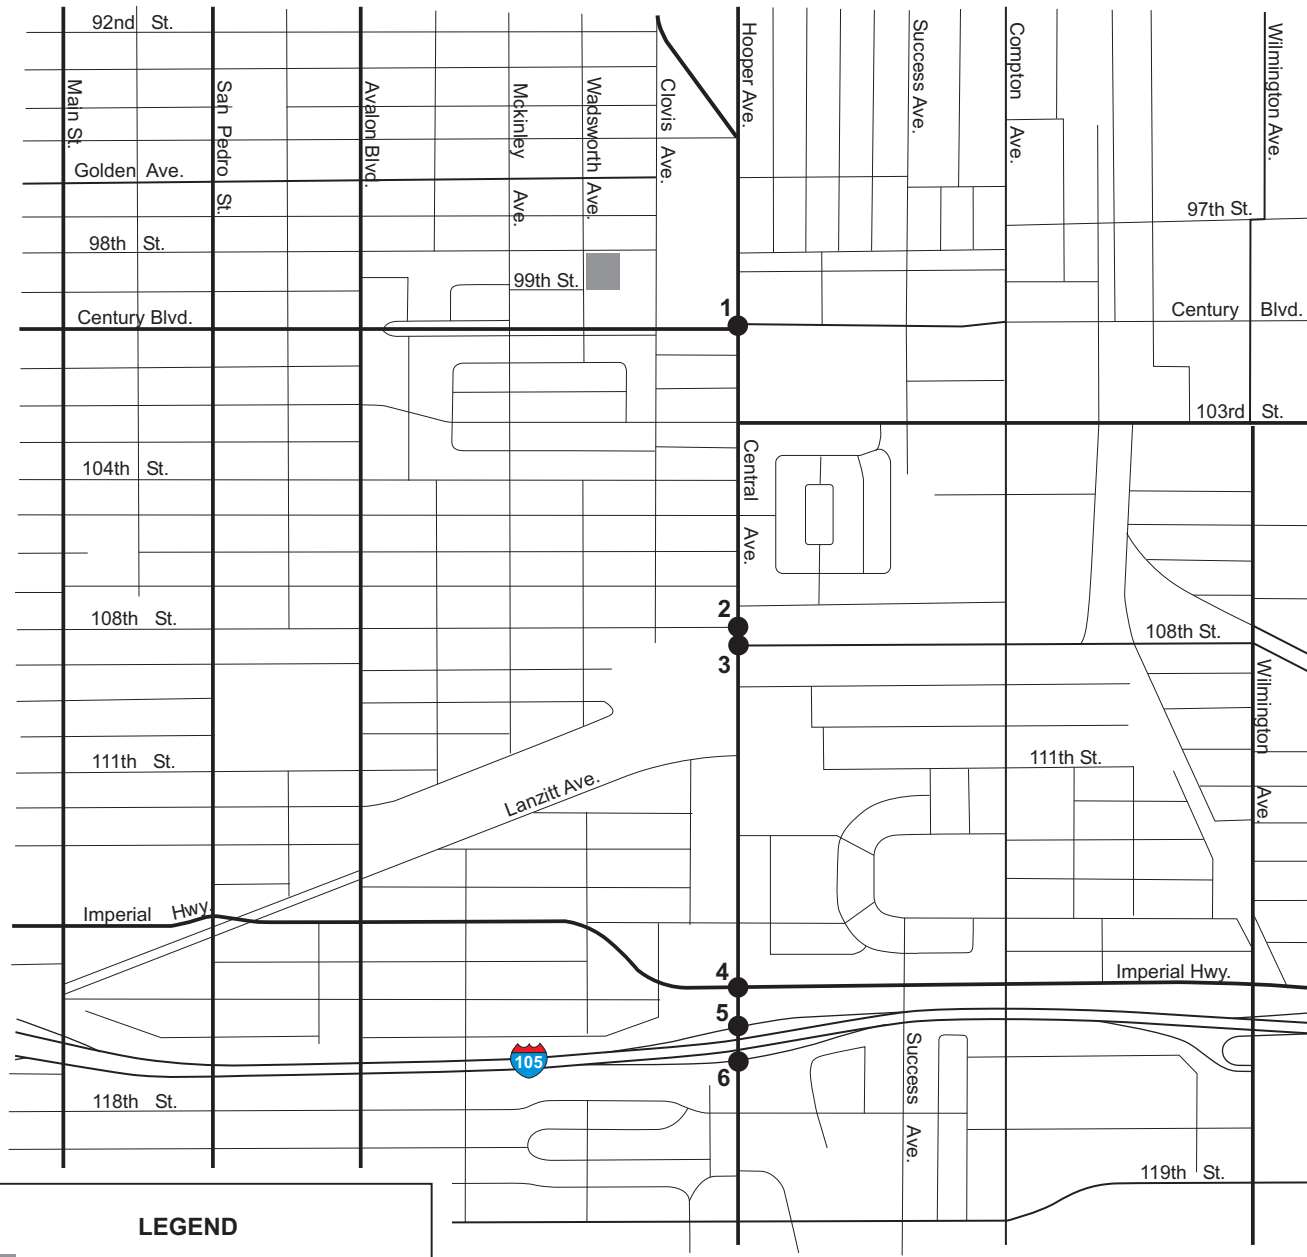 92nd St.
Main St.
San Pedro St.
Avalon Blvd.
Mckinley Ave.
Wadsworth Ave.
Clovis Ave.
Hooper Ave.
Success Ave.
Compton Ave.
Wilmington Ave.
Golden Ave.
97th St.
98th St.
99th St.
Century Blvd.
1
Century Blvd.
103rd St.
104th St.
Central Ave.
108th St.
2
3
108th St.
Wilmington Ave.
111th St.
111th St.
Lanzitt Ave.
Imperial Hwy.
4
Imperial Hwy.
5
105
6
Success Ave.
118th St.
119th St.
LEGEND